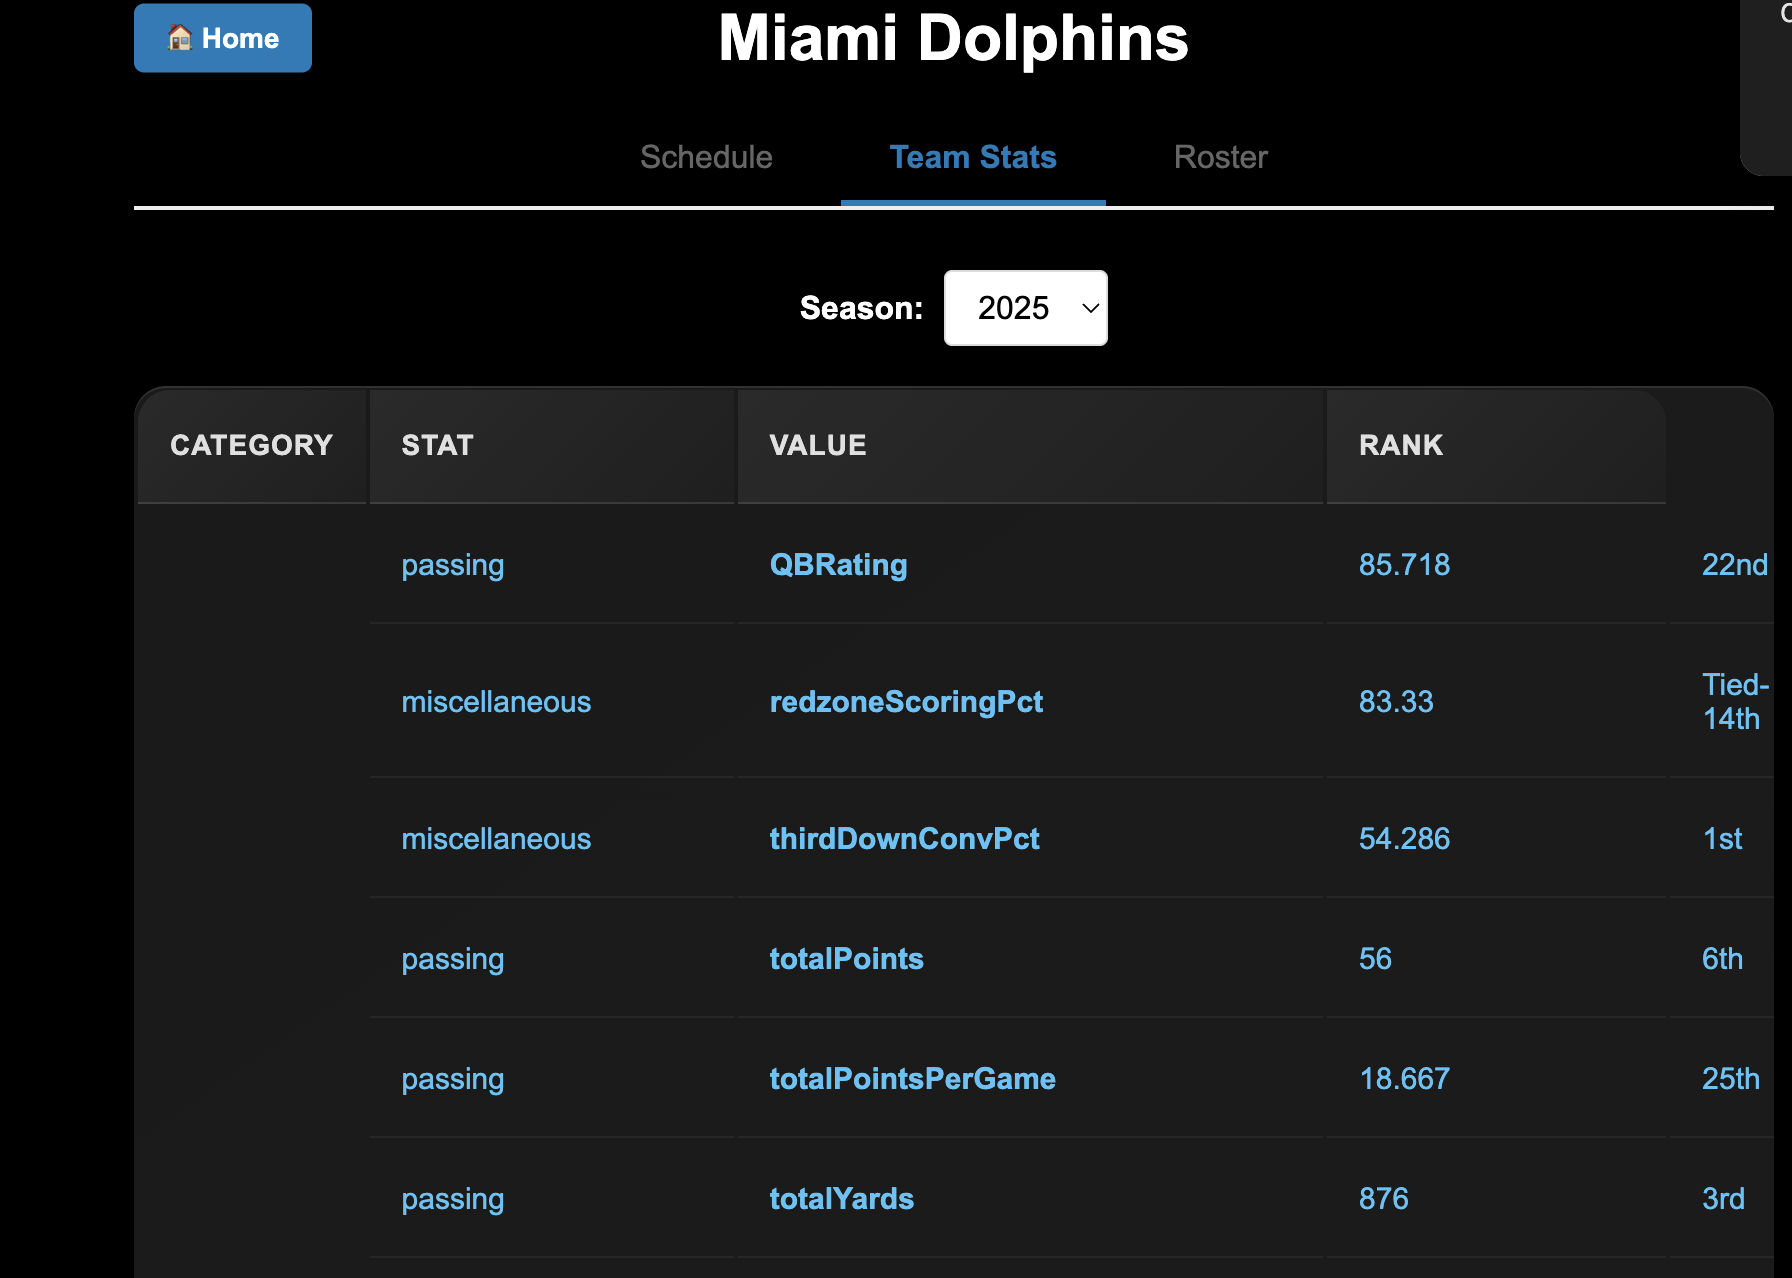 Home
Miami Dolphins
Schedule Team Stats Roster
Season: 2025
CATEGORY STAT VALUE RANK
passing QBRating 85.718 22nd
miscellaneous redzoneScoringPct 83.33 Tied-
14th
miscellaneous thirdDownConvPct 54.286 1st
passing totalPoints 56 6th
passing totalPointsPerGame 18.667 25th
passing totalYards 876 3rd